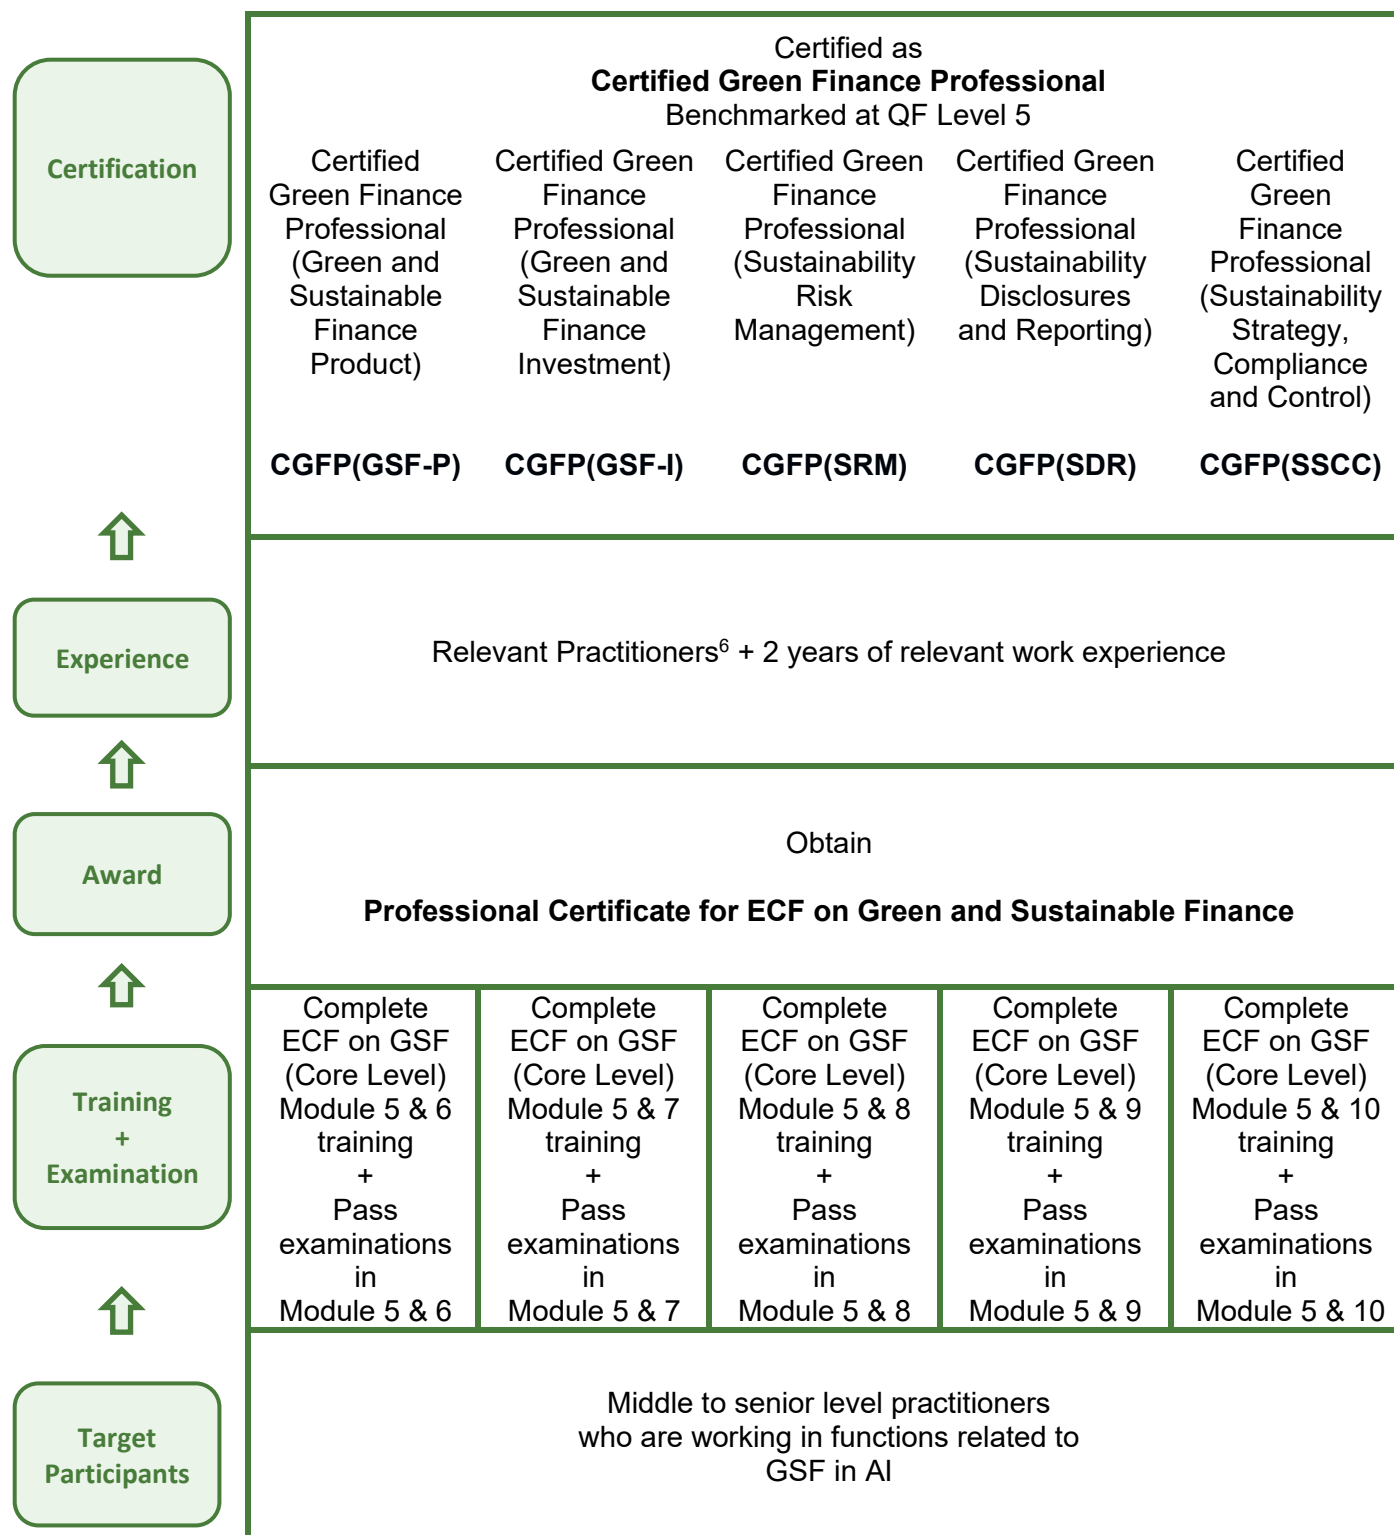 Certification
Certified as
Certified Green Finance Professional
Benchmarked at QF Level 5
Certified
Green Finance
Professional
(Green and
Sustainable
Finance
Product)
CGFP(GSF-P)
Certified Green
Finance
Professional
(Green and
Sustainable
Finance
Investment)
CGFP(GSF-I)
Certified Green
Finance
Professional
(Sustainability
Risk
Management)
CGFP(SRM)
Certified Green
Finance
Professional
(Sustainability
Disclosures
and Reporting)
CGFP(SDR)
Certified
Green
Finance
Professional
(Sustainability
Strategy,
Compliance
and Control)
CGFP(SSCC)
Experience
Relevant Practitioners⁶ + 2 years of relevant work experience
Award
Obtain
Professional Certificate for ECF on Green and Sustainable Finance
Training
+
Examination
Complete
ECF on GSF
(Core Level)
Module 5 & 6
training
+
Pass
examinations
in
Module 5 & 6
Complete
ECF on GSF
(Core Level)
Module 5 & 7
training
+
Pass
examinations
in
Module 5 & 7
Complete
ECF on GSF
(Core Level)
Module 5 & 8
training
+
Pass
examinations
in
Module 5 & 8
Complete
ECF on GSF
(Core Level)
Module 5 & 9
training
+
Pass
examinations
in
Module 5 & 9
Complete
ECF on GSF
(Core Level)
Module 5 & 10
training
+
Pass
examinations
in
Module 5 & 10
Target
Participants
Middle to senior level practitioners
who are working in functions related to
GSF in AI